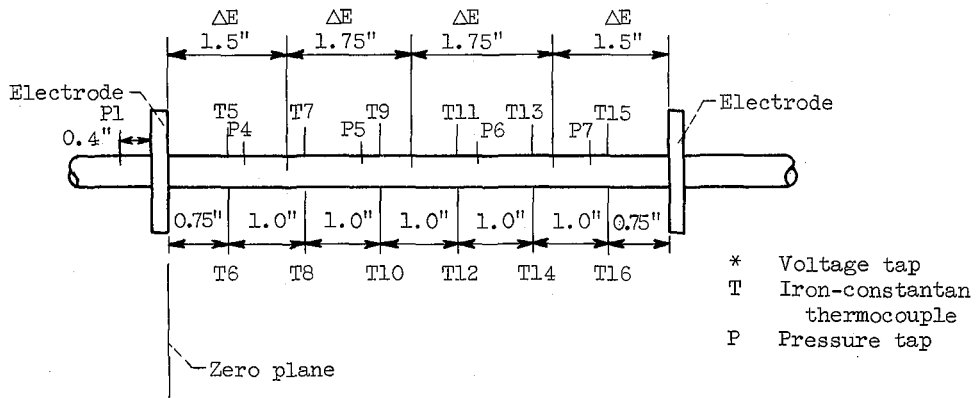 ΔE ΔE ΔE ΔE
1.5" 1.75" 1.75" 1.5"
Electrode
Electrode
P1
0.4"
T5 T7 T9 T11 T13 T15
P4 P5 P6 P7
0.75" 1.0" 1.0" 1.0" 1.0" 1.0" 0.75"
T6 T8 T10 T12 T14 T16
* Voltage tap
T Iron-constantan
thermocouple
P Pressure tap
Zero plane